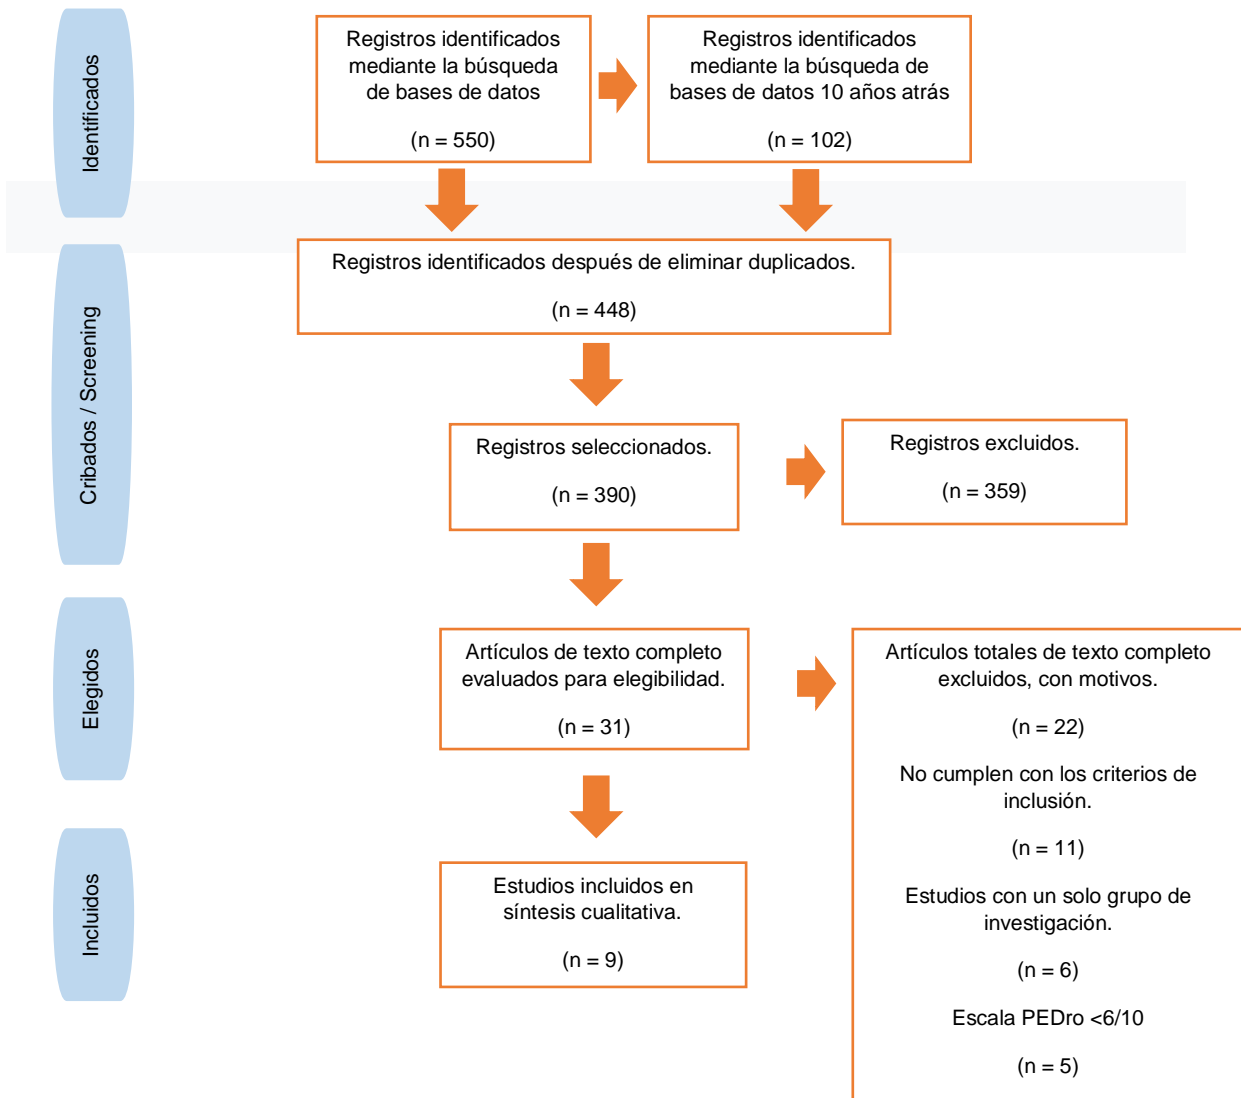 Identificados
Registros identificados
mediante la búsqueda
de bases de datos
(n = 550)
Registros identificados
mediante la búsqueda de
bases de datos 10 años atrás
(n = 102)
Cribados / Screening
Registros identificados después de eliminar duplicados.
(n = 448)
Registros seleccionados.
(n = 390)
Registros excluidos.
(n = 359)
Elegidos
Artículos de texto completo
evaluados para elegibilidad.
(n = 31)
Artículos totales de texto completo
excluidos, con motivos.
(n = 22)
No cumplen con los criterios de
inclusión.
(n = 11)
Estudios con un solo grupo de
investigación.
(n = 6)
Escala PEDro <6/10
(n = 5)
Incluidos
Estudios incluidos en
síntesis cualitativa.
(n = 9)